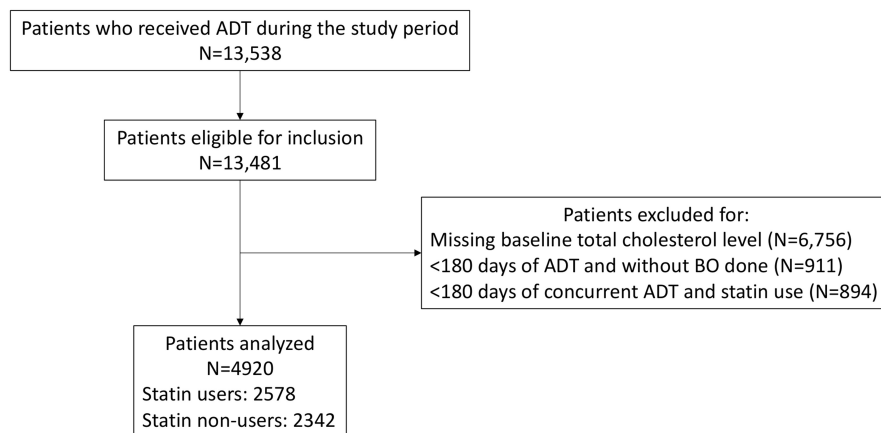 Patients who received ADT during the study period
N=13,538
Patients eligible for inclusion
N=13,481
Patients excluded for:
Missing baseline total cholesterol level (N=6,756)
<180 days of ADT and without BO done (N=911)
<180 days of concurrent ADT and statin use (N=894)
Patients analyzed
N=4920
Statin users: 2578
Statin non-users: 2342